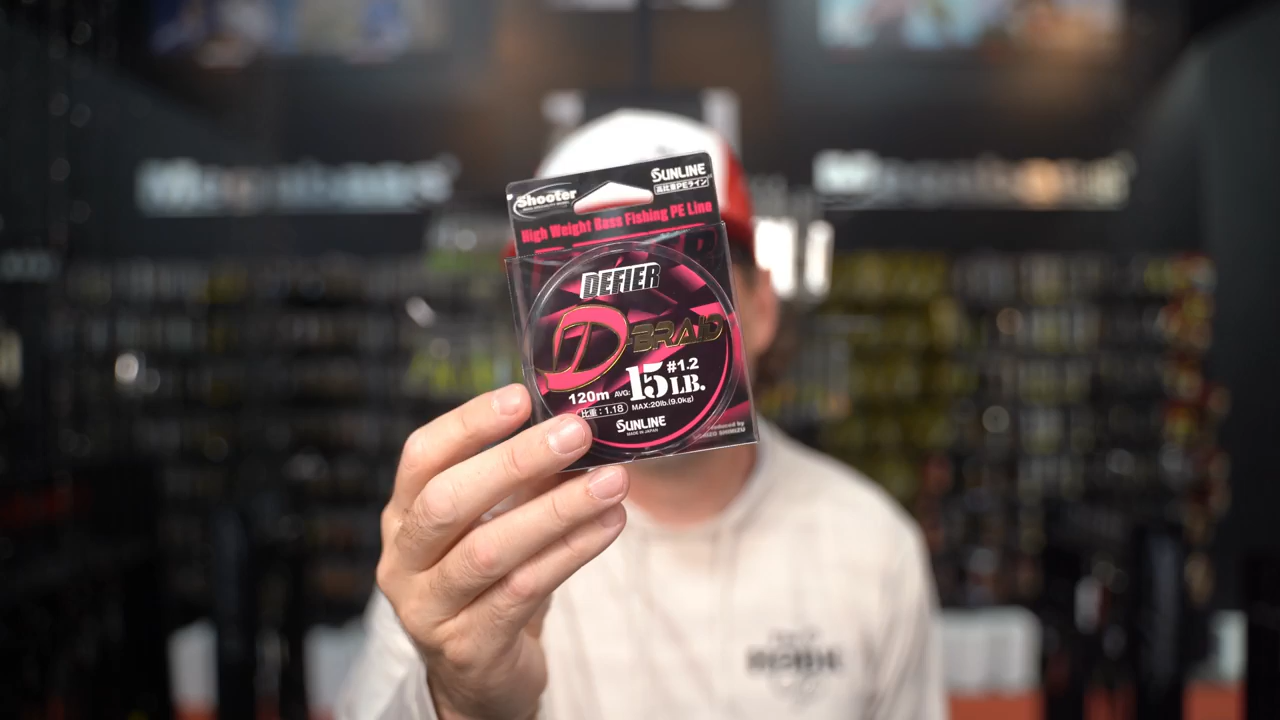 Shooter
SUNLINE
高比重PEライン
High Weight Bass Fishing PE Line
DEFIER
D-BRAID
#1.2
120m AVG. 15LB.
比重:1.18 MAX:20lb.(9.0kg)
SUNLINE
MADE IN JAPAN
SHIMIZU